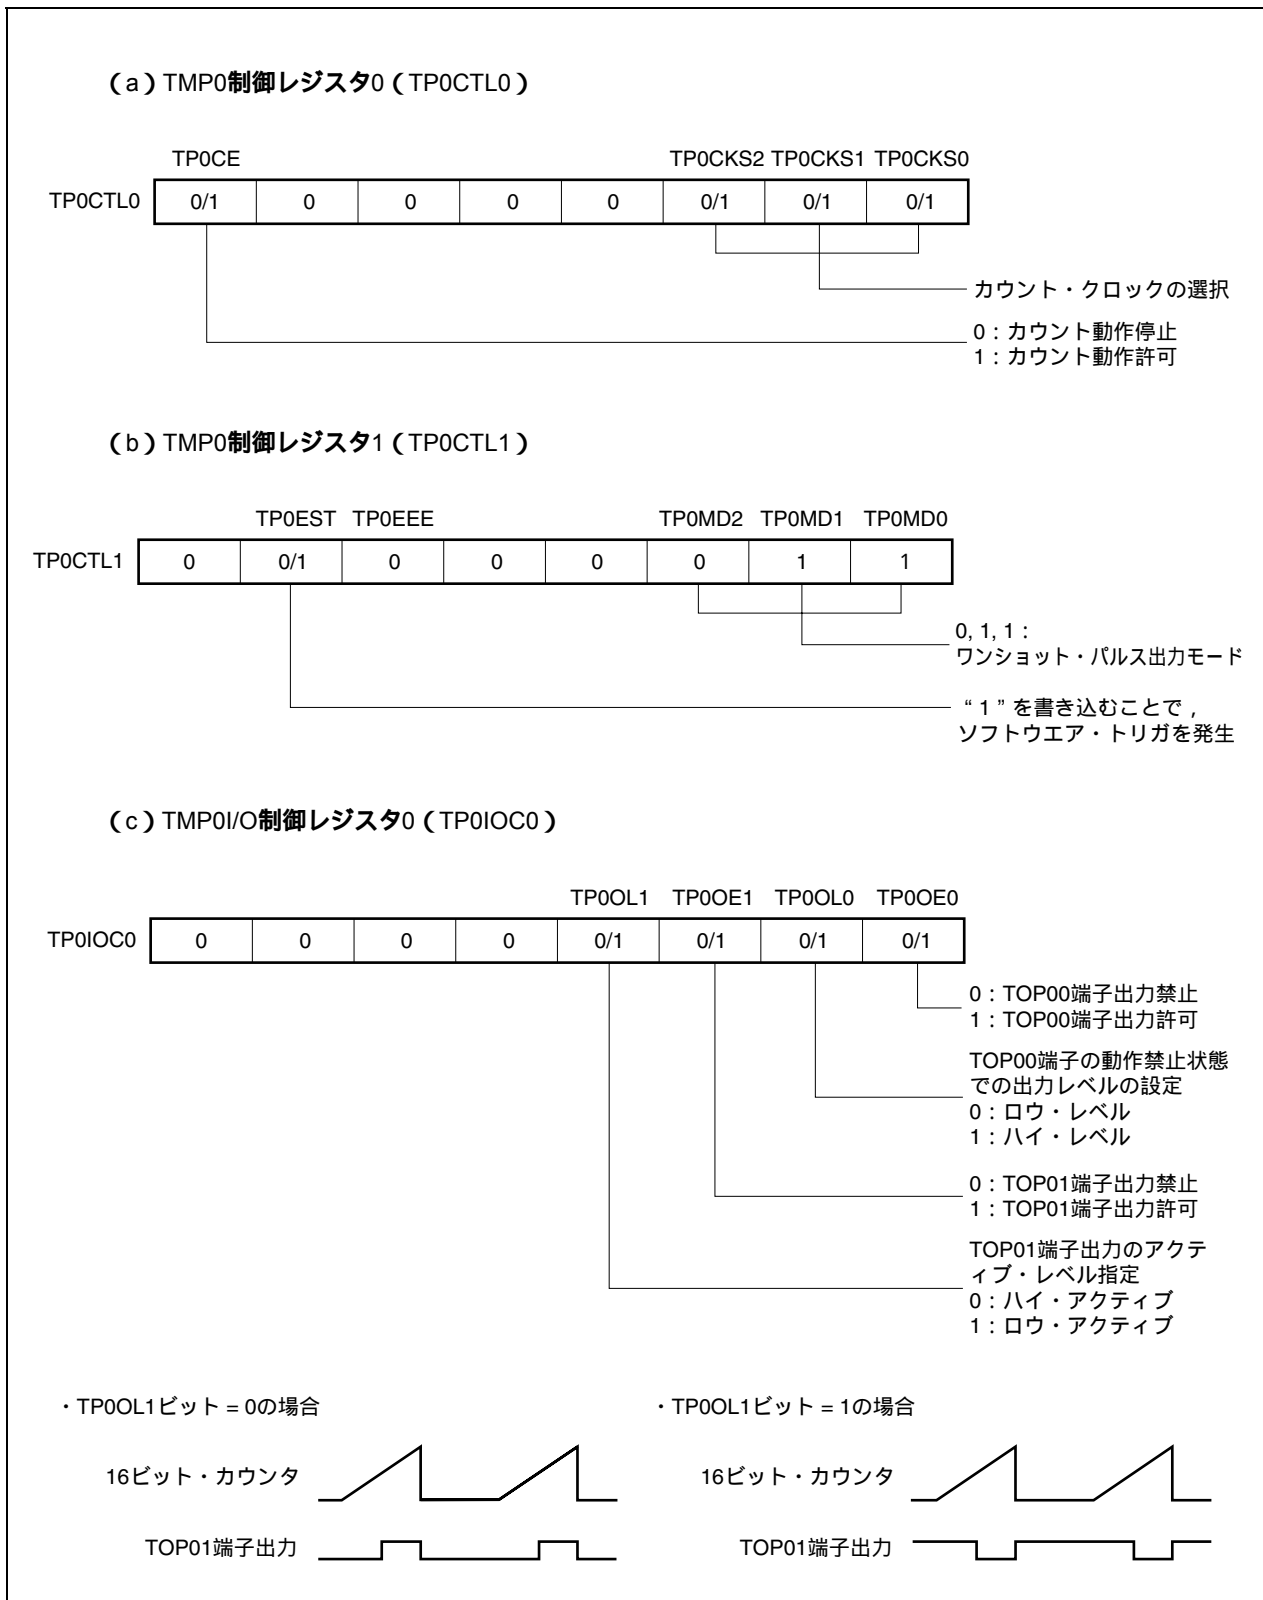 （a）TMP0制御レジスタ0（TP0CTL0）
TP0CE TP0CKS2 TP0CKS1 TP0CKS0
TP0CTL0 0/1 0 0 0 0 0/1 0/1 0/1
カウント・クロックの選択
0：カウント動作停止
1：カウント動作許可
（b）TMP0制御レジスタ1（TP0CTL1）
TP0EST TP0EEE TP0MD2 TP0MD1 TP0MD0
TP0CTL1 0 0/1 0 0 0 0 1 1
0, 1, 1：
ワンショット・パルス出力モード
“1”を書き込むことで，
ソフトウエア・トリガを発生
（c）TMP0I/O制御レジスタ0（TP0IOC0）
TP0OL1 TP0OE1 TP0OL0 TP0OE0
TP0IOC0 0 0 0 0 0/1 0/1 0/1 0/1
0：TOP00端子出力禁止
1：TOP00端子出力許可
TOP00端子の動作禁止状態
での出力レベルの設定
0：ロウ・レベル
1：ハイ・レベル
0：TOP01端子出力禁止
1：TOP01端子出力許可
TOP01端子出力のアクテ
ィブ・レベル指定
0：ハイ・アクティブ
1：ロウ・アクティブ
・TP0OL1ビット = 0の場合
16ビット・カウンタ
TOP01端子出力
・TP0OL1ビット = 1の場合
16ビット・カウンタ
TOP01端子出力